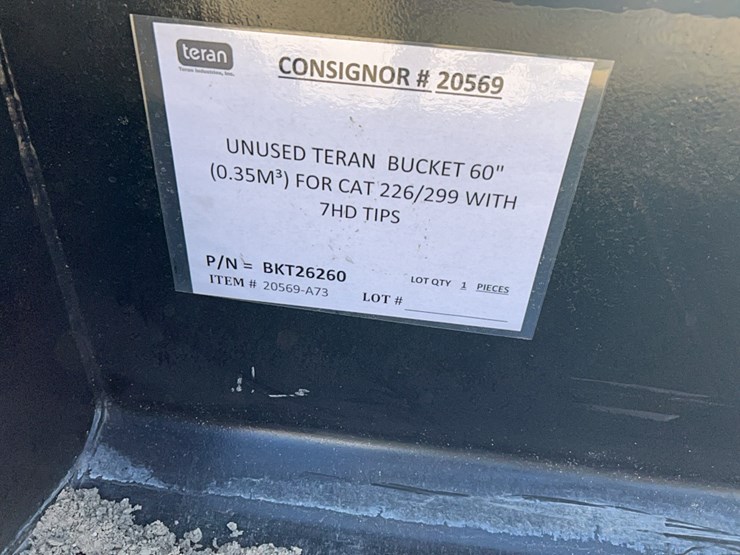 teran
CONSIGNOR # 20569
UNUSED TERAN BUCKET 60"
(0.35M³) FOR CAT 226/299 WITH
7HD TIPS
P/N = BKT26260
LOT QTY 1 PIECES
ITEM # 20569-A73
LOT #